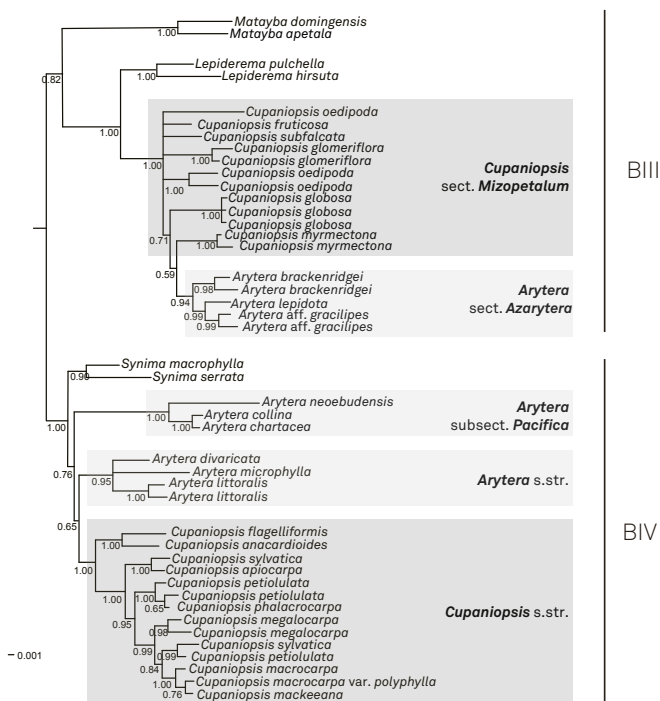 Matayba domingensis
1.00
Matayba apetala
0.82
Lepiderema pulchella
1.00
Lepiderema hirsuta
1.00
Cupaniopsis oedipoda
Cupaniopsis fruticosa
Cupaniopsis subfalcata
Cupaniopsis glomeriflora
1.00
Cupaniopsis glomeriflora
1.00
Cupaniopsis oedipoda
1.00
Cupaniopsis oedipoda
Cupaniopsis globosa
Cupaniopsis globosa
1.00
Cupaniopsis globosa
Cupaniopsis myrmectona
0.71
1.00
Cupaniopsis myrmectona
Cupaniopsis
sect. Mizopetalum
BIII
0.59
Arytera brackenridgei
0.98
Arytera brackenridgei
0.94
Arytera lepidota
0.99
Arytera aff. gracilipes
0.99
Arytera aff. gracilipes
Arytera
sect. Azarytera
Synima macrophylla
0.90
Synima serrata
1.00
Arytera neoebudensis
1.00
Arytera collina
1.00
Arytera chartacea
Arytera
subsect. Pacifica
0.76
Arytera divaricata
Arytera microphylla
0.95
Arytera littoralis
1.00
Arytera littoralis
Arytera s.str.
0.65
BIV
Cupaniopsis flagelliformis
1.00
Cupaniopsis anacardioides
1.00
Cupaniopsis sylvatica
1.00
Cupaniopsis apiocarpa
1.00
Cupaniopsis petiolulata
1.00
Cupaniopsis petiolulata
0.65
Cupaniopsis phalacrocarpa
0.95
Cupaniopsis megalocarpa
0.98
Cupaniopsis megalocarpa
0.99
Cupaniopsis sylvatica
0.99
Cupaniopsis petiolulata
0.84
Cupaniopsis macrocarpa
1.00
Cupaniopsis macrocarpa var. polyphylla
0.76
Cupaniopsis mackeeana
Cupaniopsis s.str.
0.001